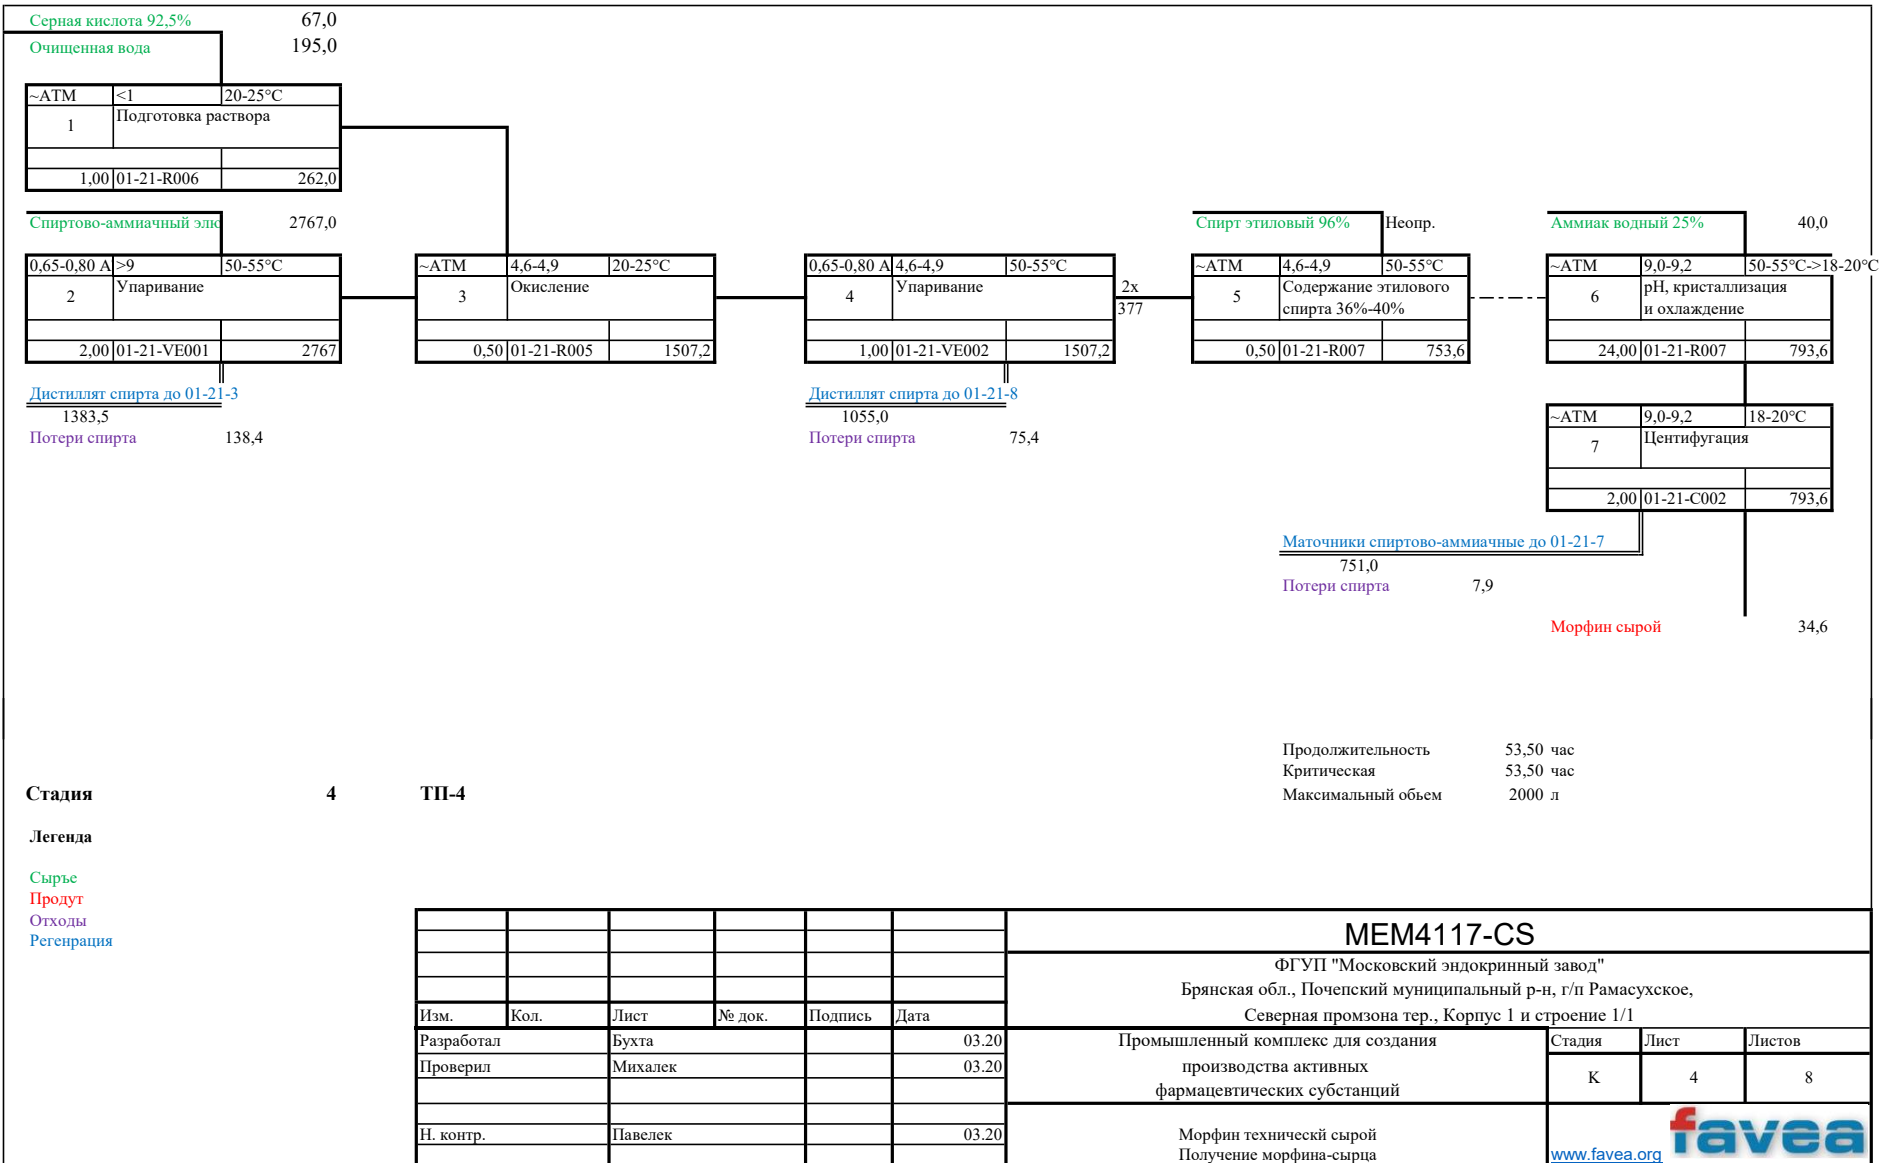 Серная кислота 92,5% 67,0
Очищенная вода 195,0
~АТМ <1 20-25°C
1 Подготовка раствора
1,00 01-21-R006 262,0
Спиртово-аммиачный элю 2767,0
Спирт этиловый 96% Неопр.
Аммиак водный 25% 40,0
0,65-0,80 А >9 50-55°C
2 Упаривание
2,00 01-21-VE001 2767
~АТМ 4,6-4,9 20-25°C
3 Окисление
0,50 01-21-R005 1507,2
0,65-0,80 А 4,6-4,9 50-55°C
4 Упаривание
1,00 01-21-VE002 1507,2
2x
377
~АТМ 4,6-4,9 50-55°C
5 Содержание этилового
спирта 36%-40%
0,50 01-21-R007 753,6
~АТМ 9,0-9,2 50-55°C->18-20°C
6 pH, кристаллизация
и охлаждение
24,00 01-21-R007 793,6
Дистиллят спирта до 01-21-3
1383,5
Потери спирта 138,4
Дистиллят спирта до 01-21-8
1055,0
Потери спирта 75,4
~АТМ 9,0-9,2 18-20°C
7 Центифугация
2,00 01-21-C002 793,6
Маточники спиртово-аммиачные до 01-21-7
751,0
Потери спирта 7,9
Морфин сырой 34,6
Продолжительность 53,50 час
Критическая 53,50 час
Максимальный обьем 2000 л
Стадия 4 ТП-4
Легенда
Сыръе
Продут
Отходы
Регенрация
MEM4117-CS
ФГУП "Московский эндокринный завод"
Брянская обл., Почепский муниципальный р-н, г/п Рамасухское,
Северная промзона тер., Корпус 1 и строение 1/1
Изм. Кол. Лист № док. Подпись Дата
Разработал Бухта 03.20
Проверил Михалек 03.20
Н. контр. Павелек 03.20
Промышленный комплекс для создания
производства активных
фармацевтических субстанций
Стадия Лист Листов
К 4 8
Морфин техническй сырой
Получение морфина-сырца
www.favea.org
favea